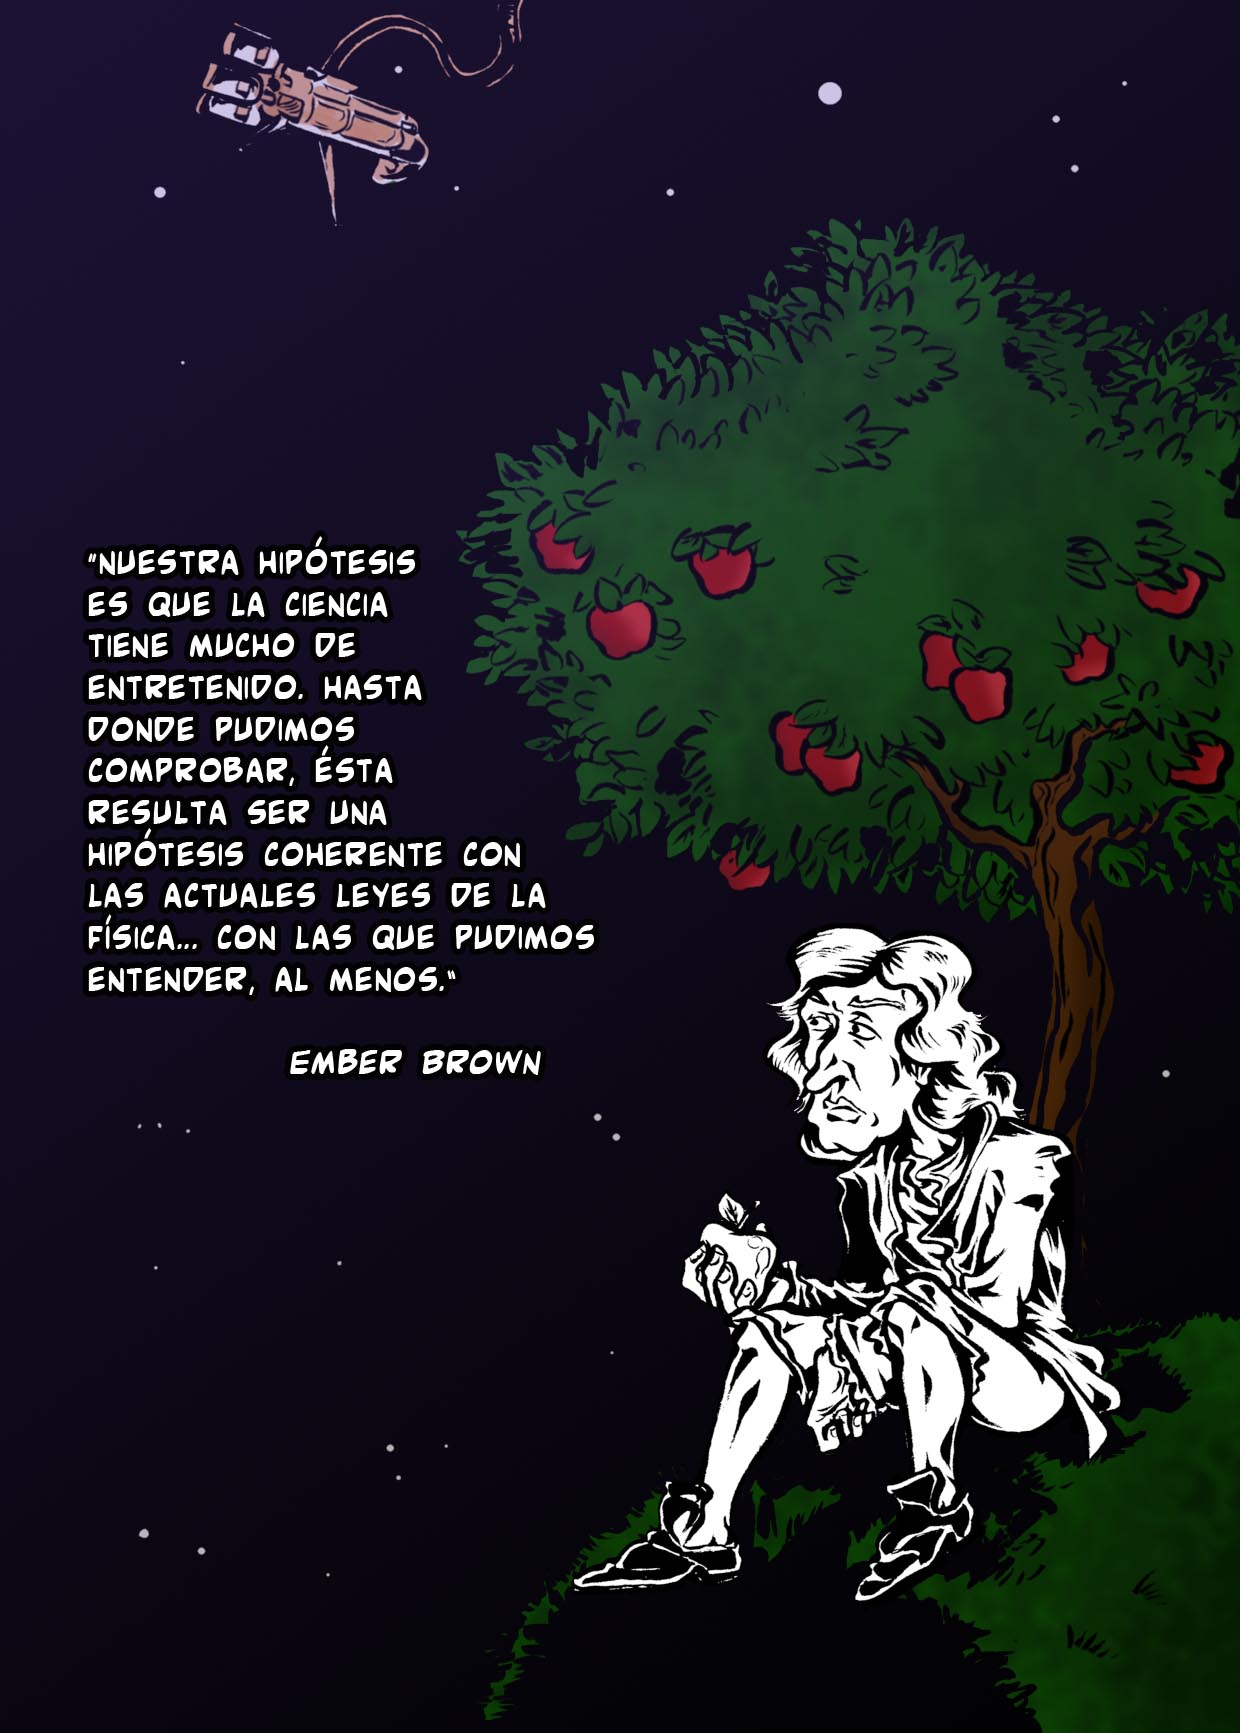 "NUESTRA HIPÓTESIS
ES QUE LA CIENCIA
TIENE MUCHO DE
ENTRETENIDO. HASTA
DONDE PUDIMOS
COMPROBAR, ÉSTA
RESULTA SER UNA
HIPÓTESIS COHERENTE CON
LAS ACTUALES LEYES DE LA
FÍSICA... CON LAS QUE PUDIMOS
ENTENDER, AL MENOS."
EMBER BROWN